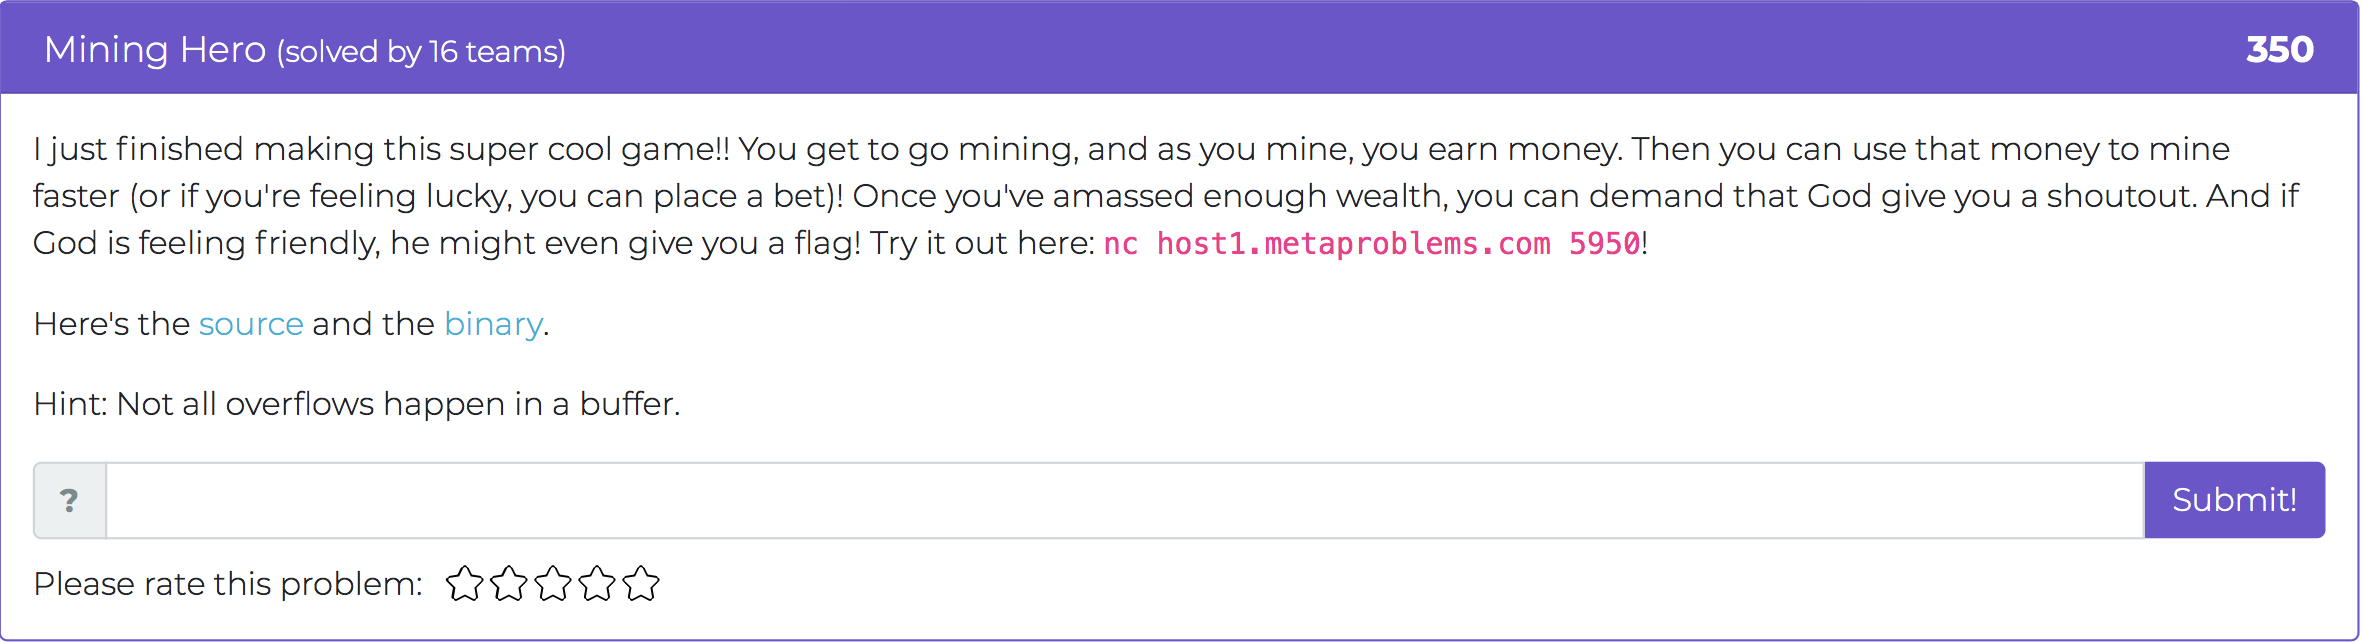 Mining Hero (solved by 16 teams) 350
I just finished making this super cool game!! You get to go mining, and as you mine, you earn money. Then you can use that money to mine
faster (or if you're feeling lucky, you can place a bet)! Once you've amassed enough wealth, you can demand that God give you a shoutout. And if
God is feeling friendly, he might even give you a flag! Try it out here: nc host1.metaproblems.com 5950!
Here's the source and the binary.
Hint: Not all overflows happen in a buffer.
? Submit!
Please rate this problem: